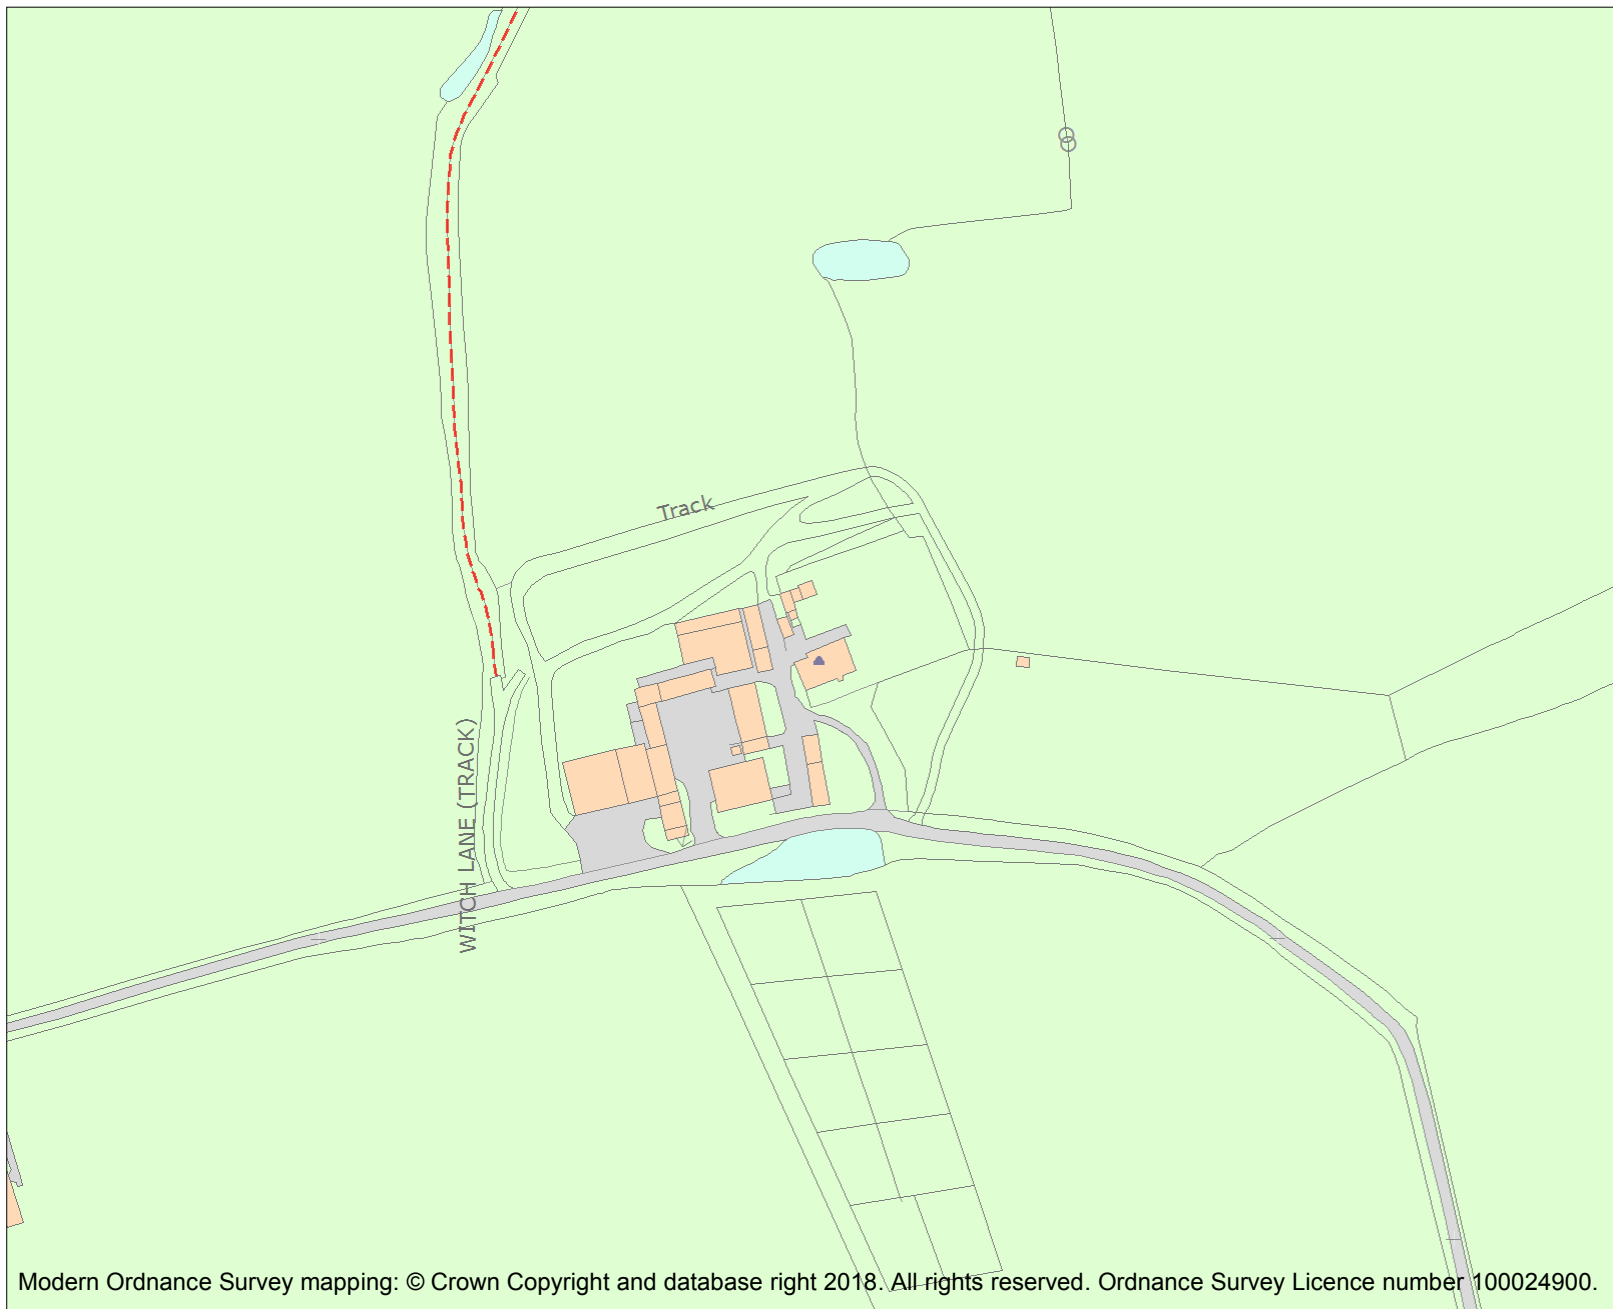 Track
WITCH LANE (TRACK)
Modern Ordnance Survey mapping: © Crown Copyright and database right 2018. All rights reserved. Ordnance Survey Licence number 100024900.